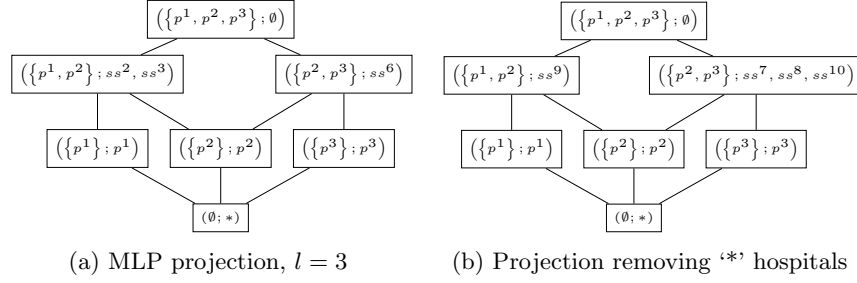 ({p¹, p², p³}; ∅)
({p¹, p²}; ss², ss³) ({p², p³}; ss⁶)
({p¹}; p¹) ({p²}; p²) ({p³}; p³)
(∅; *)
(a) MLP projection, l = 3
({p¹, p², p³}; ∅)
({p¹, p²}; ss⁹) ({p², p³}; ss⁷, ss⁸, ss¹⁰)
({p¹}; p¹) ({p²}; p²) ({p³}; p³)
(∅; *)
(b) Projection removing ‘*’ hospitals